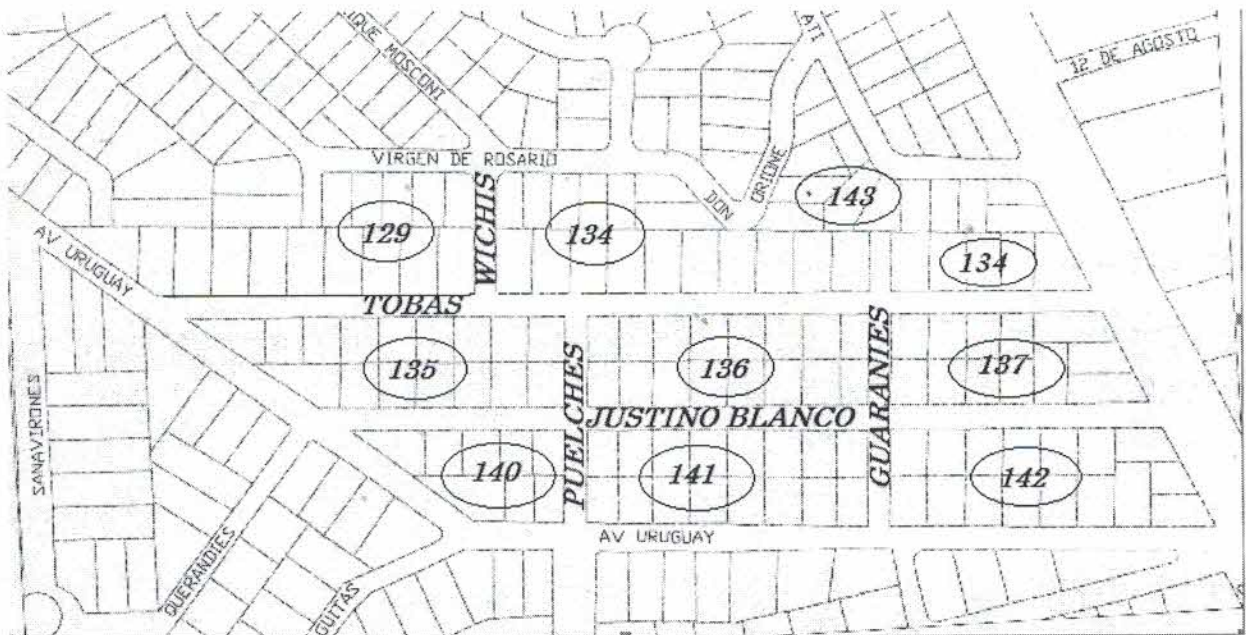 IQUE MOSCONI
ATI
12 DE AGOSTO
VIRGEN DE ROSARIO
DON
ORIONE
143
129
WICHIS
134
134
AV URUGUAY
TOBAS
135
PUELCHES
136
GUARANIES
137
JUSTINO BLANCO
SANAVIRONES
140
141
142
AV URUGUAY
QUERANDIES
GUITAS